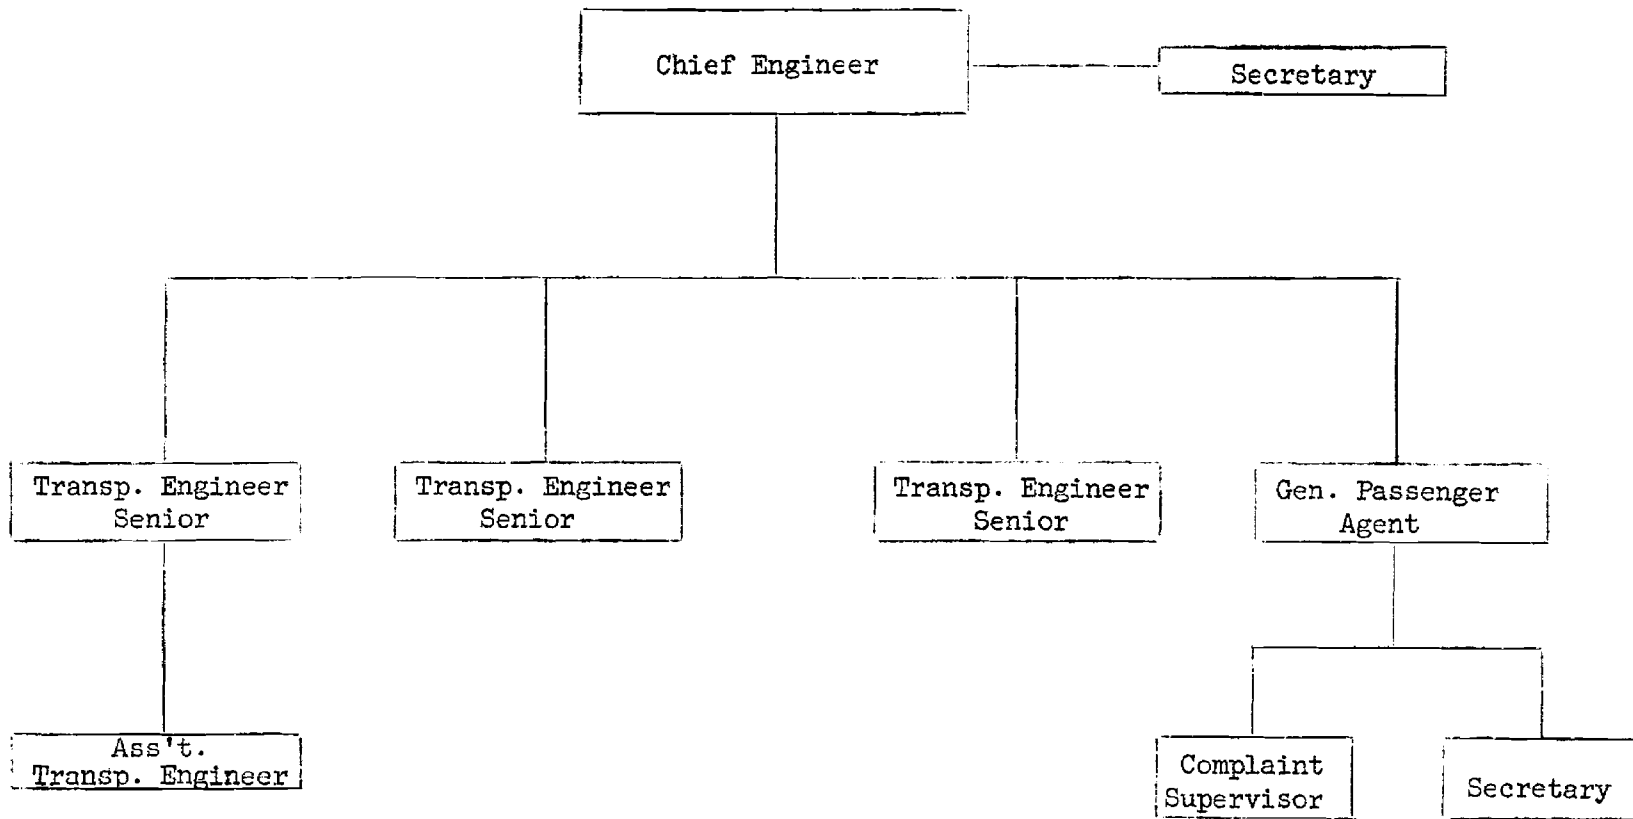 Chief Engineer
Secretary
Transp. Engineer
Senior
Transp. Engineer
Senior
Transp. Engineer
Senior
Gen. Passenger
Agent
Ass't.
Transp. Engineer
Complaint
Supervisor
Secretary